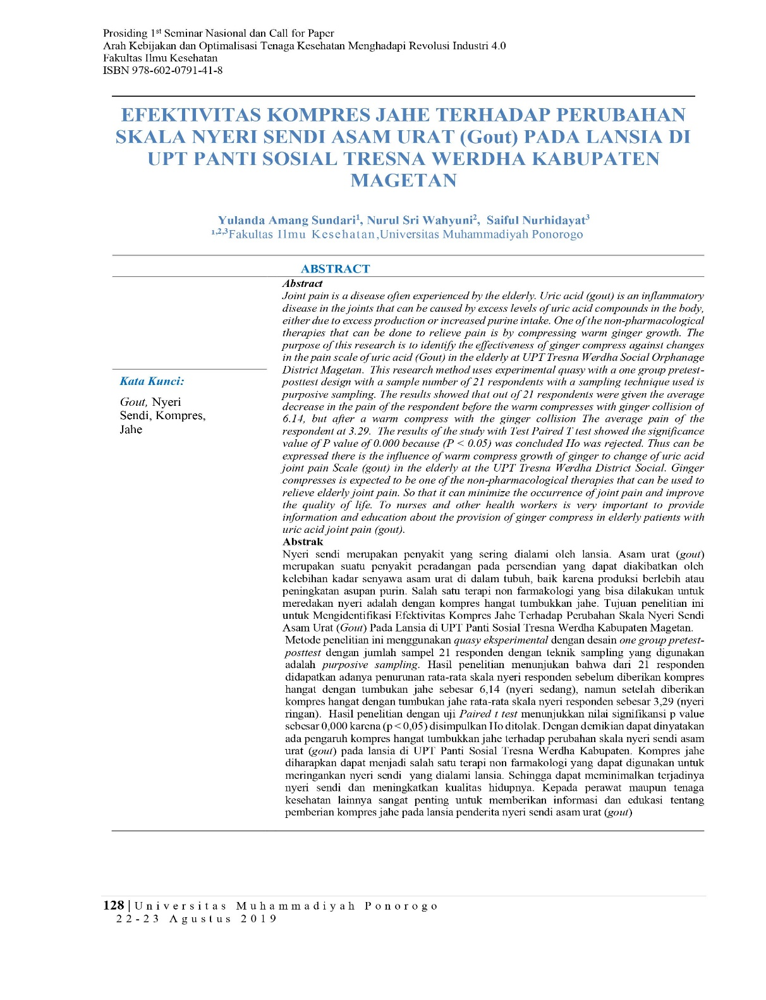 Prosiding 1st Seminar Nasional dan Call for Paper
Arah Kebijakan dan Optimalisasi Tenaga Kesehatan Menghadapi Revolusi Industri 4.0
Fakultas Ilmu Kesehatan
ISBN 978-602-0791-41-8
EFEKTIVITAS KOMPRES JAHE TERHADAP PERUBAHAN
SKALA NYERI SENDI ASAM URAT (Gout) PADA LANSIA DI
UPT PANTI SOSIAL TRESNA WERDHA KABUPATEN
MAGETAN
Yulanda Amang Sundari¹, Nurul Sri Wahyuni², Saiful Nurhidayat³
¹,²,³Fakultas Ilmu Kesehatan,Universitas Muhammadiyah Ponorogo
ABSTRACT
Kata Kunci:
Gout, Nyeri
Sendi, Kompres,
Jahe
Abstract
Joint pain is a disease often experienced by the elderly. Uric acid (gout) is an inflammatory
disease in the joints that can be caused by excess levels of uric acid compounds in the body,
either due to excess production or increased purine intake. One of the non-pharmacological
therapies that can be done to relieve pain is by compressing warm ginger growth. The
purpose of this research is to identify the effectiveness of ginger compress against changes
in the pain scale of uric acid (Gout) in the elderly at UPT Tresna Werdha Social Orphanage
District Magetan. This research method uses experimental quasy with a one group pretest-
posttest design with a sample number of 21 respondents with a sampling technique used is
purposive sampling. The results showed that out of 21 respondents were given the average
decrease in the pain of the respondent before the warm compresses with ginger collision of
6.14, but after a warm compress with the ginger collision The average pain of the
respondent at 3.29. The results of the study with Test Paired T test showed the significance
value of P value of 0.000 because (P < 0.05) was concluded Ho was rejected. Thus can be
expressed there is the influence of warm compress growth of ginger to change of uric acid
joint pain Scale (gout) in the elderly at the UPT Tresna Werdha District Social. Ginger
compresses is expected to be one of the non-pharmacological therapies that can be used to
relieve elderly joint pain. So that it can minimize the occurrence of joint pain and improve
the quality of life. To nurses and other health workers is very important to provide
information and education about the provision of ginger compress in elderly patients with
uric acid joint pain (gout).
Abstrak
Nyeri sendi merupakan penyakit yang sering dialami oleh lansia. Asam urat (gout)
merupakan suatu penyakit peradangan pada persendian yang dapat diakibatkan oleh
kelebihan kadar senyawa asam urat di dalam tubuh, baik karena produksi berlebih atau
peningkatan asupan purin. Salah satu terapi non farmakologi yang bisa dilakukan untuk
meredakan nyeri adalah dengan kompres hangat tumbukkan jahe. Tujuan penelitian ini
untuk Mengidentifikasi Efektivitas Kompres Jahe Terhadap Perubahan Skala Nyeri Sendi
Asam Urat (Gout) Pada Lansia di UPT Panti Sosial Tresna Werdha Kabupaten Magetan.
Metode penelitian ini menggunakan quasy eksperimental dengan desain one group pretest-
posttest dengan jumlah sampel 21 responden dengan teknik sampling yang digunakan
adalah purposive sampling. Hasil penelitian menunjukan bahwa dari 21 responden
didapatkan adanya penurunan rata-rata skala nyeri responden sebelum diberikan kompres
hangat dengan tumbukan jahe sebesar 6,14 (nyeri sedang), namun setelah diberikan
kompres hangat dengan tumbukan jahe rata-rata skala nyeri responden sebesar 3,29 (nyeri
ringan). Hasil penelitian dengan uji Paired t test menunjukkan nilai signifikansi p value
sebesar 0,000 karena (p < 0,05) disimpulkan Ho ditolak. Dengan demikian dapat dinyatakan
ada pengaruh kompres hangat tumbukkan jahe terhadap perubahan skala nyeri sendi asam
urat (gout) pada lansia di UPT Panti Sosial Tresna Werdha Kabupaten. Kompres jahe
diharapkan dapat menjadi salah satu terapi non farmakologi yang dapat digunakan untuk
meringankan nyeri sendi yang dialami lansia. Sehingga dapat meminimalkan terjadinya
nyeri sendi dan meningkatkan kualitas hidupnya. Kepada perawat maupun tenaga
kesehatan lainnya sangat penting untuk memberikan informasi dan edukasi tentang
pemberian kompres jahe pada lansia penderita nyeri sendi asam urat (gout)
128 | Universitas Muhammadiyah Ponorogo
22-23 Agustus 2019